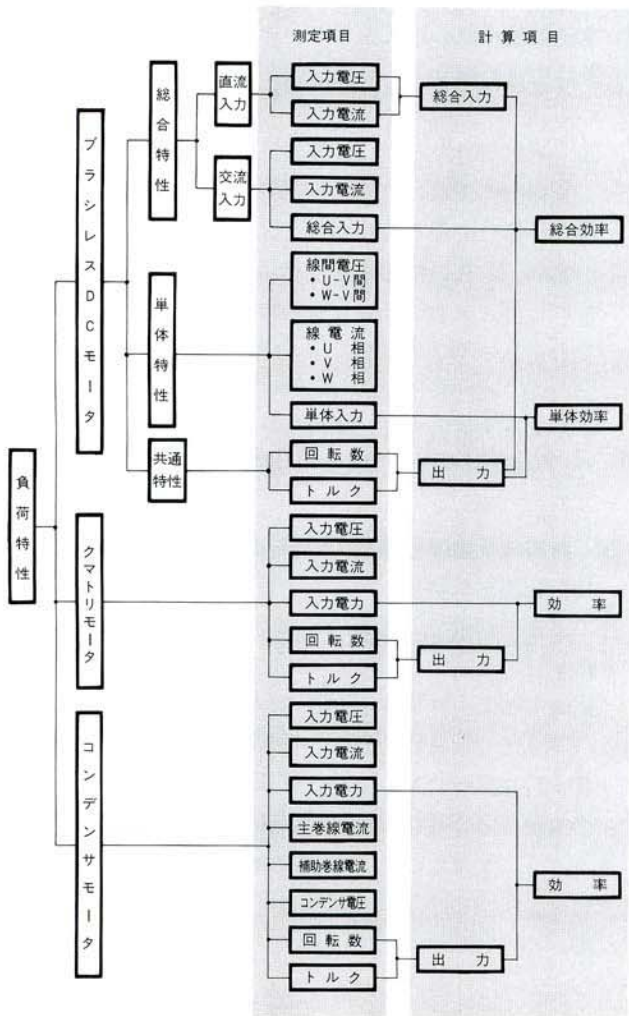 測定項目
計算項目
負荷特性
ブラシレスDCモータ
総合特性
直流
入力
入力電圧
入力電流
総合入力
交流
入力
入力電圧
入力電流
総合入力
総合効率
単体特性
線間電圧
・U-V間
・W-V間
線電流
・U 相
・V 相
・W 相
単体入力
単体効率
共通
特性
回転数
トルク
出力
クマトリモータ
入力電圧
入力電流
入力電力
効率
回転数
トルク
出力
コンデンサモータ
入力電圧
入力電流
入力電力
主巻線電流
補助巻線電流
コンデンサ電圧
効率
回転数
トルク
出力